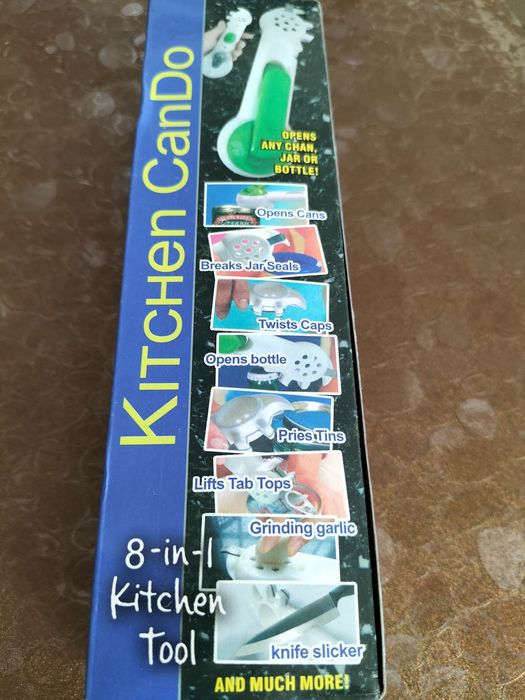 KITCHEN CANDO
8-in-1
Kitchen
Tool
OPENS
ANY CHAN,
JAR OR
BOTTLE!
Opens Cans
Breaks Jar Seals
Twists Caps
Opens bottle
Pries Tins
Lifts Tab Tops
Grinding garlic
knife slicker
AND MUCH MORE!